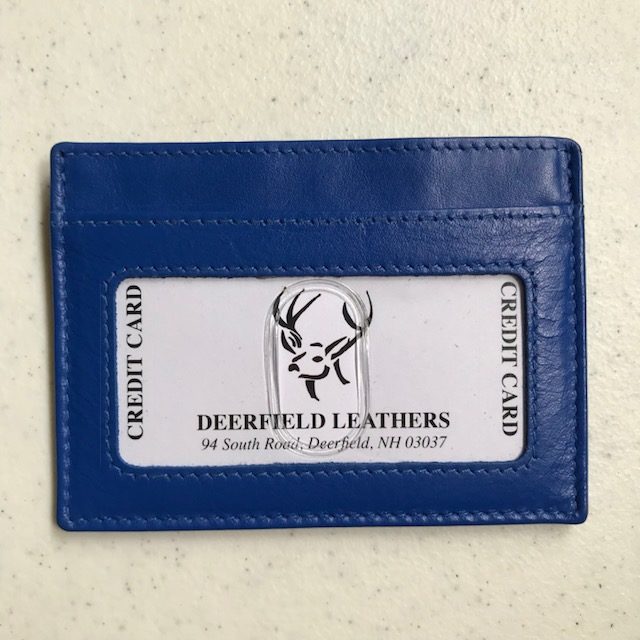 CREDIT CARD
DEERFIELD LEATHERS
94 South Road, Deerfield, NH 03037
CREDIT CARD